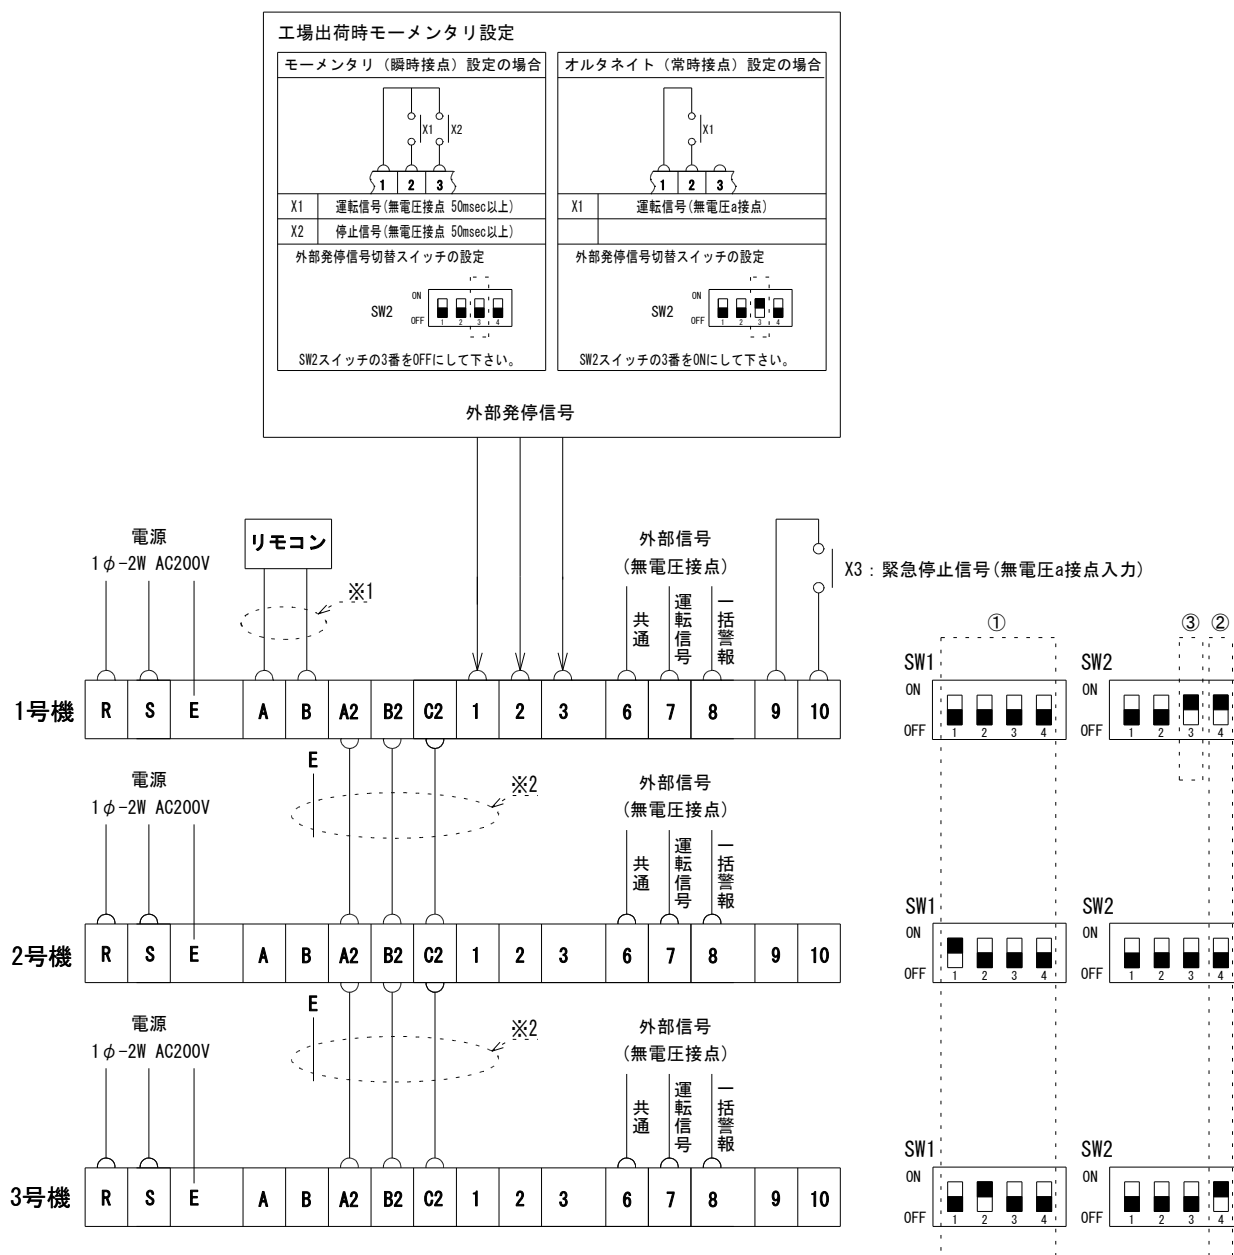 工場出荷時モーメンタリ設定
モーメンタリ（瞬時接点）設定の場合
X1 X2
1 2 3
X1 運転信号(無電圧接点 50msec以上)
X2 停止信号(無電圧接点 50msec以上)
外部発停信号切替スイッチの設定
SW2
ON
OFF
1 2 3 4
SW2スイッチの3番をOFFにして下さい。
オルタネイト（常時接点）設定の場合
X1
1 2 3
X1 運転信号(無電圧a接点)
外部発停信号切替スイッチの設定
SW2
ON
OFF
1 2 3 4
SW2スイッチの3番をONにして下さい。
外部発停信号
電源
1φ-2W AC200V
リモコン
※1
外部信号
(無電圧接点)
共通
運転信号
一括警報
X3：緊急停止信号(無電圧a接点入力)
① ③ ②
1号機 R S E A B A2 B2 C2 1 2 3 6 7 8 9 10
SW1
ON
OFF
1 2 3 4
SW2
ON
OFF
1 2 3 4
電源
1φ-2W AC200V
E
※2
外部信号
(無電圧接点)
共通
運転信号
一括警報
2号機 R S E A B A2 B2 C2 1 2 3 6 7 8 9 10
SW1
ON
OFF
1 2 3 4
SW2
ON
OFF
1 2 3 4
電源
1φ-2W AC200V
E
※2
外部信号
(無電圧接点)
共通
運転信号
一括警報
3号機 R S E A B A2 B2 C2 1 2 3 6 7 8 9 10
SW1
ON
OFF
1 2 3 4
SW2
ON
OFF
1 2 3 4